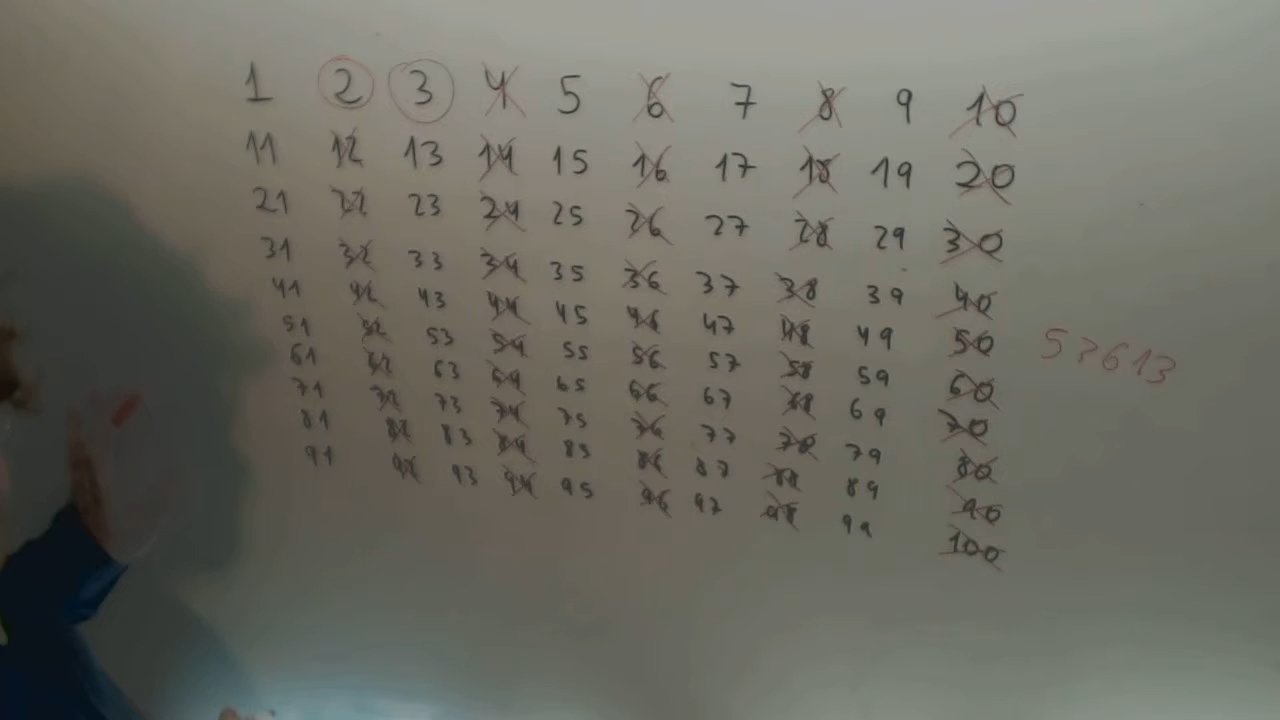 1 2 3 4 5 6 7 8 9 10
11 12 13 14 15 16 17 18 19 20
21 22 23 24 25 26 27 28 29 30
31 32 33 34 35 36 37 38 39 40
41 42 43 44 45 46 47 48 49 50
51 52 53 54 55 56 57 58 59 60
61 62 63 64 65 66 67 68 69 70
71 72 73 74 75 76 77 78 79 80
81 82 83 84 85 86 87 88 89 90
91 92 93 94 95 96 97 98 99 100
53613